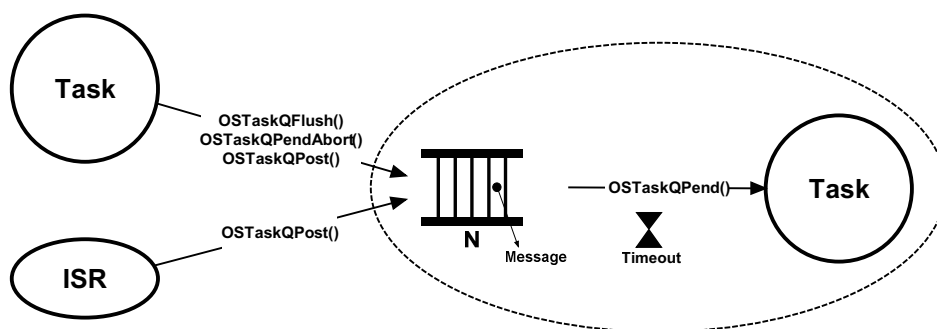 Task
OSTaskQFlush()
OSTaskQPendAbort()
OSTaskQPost()
OSTaskQPend()
Task
OSTaskQPost()
N
Message
Timeout
ISR